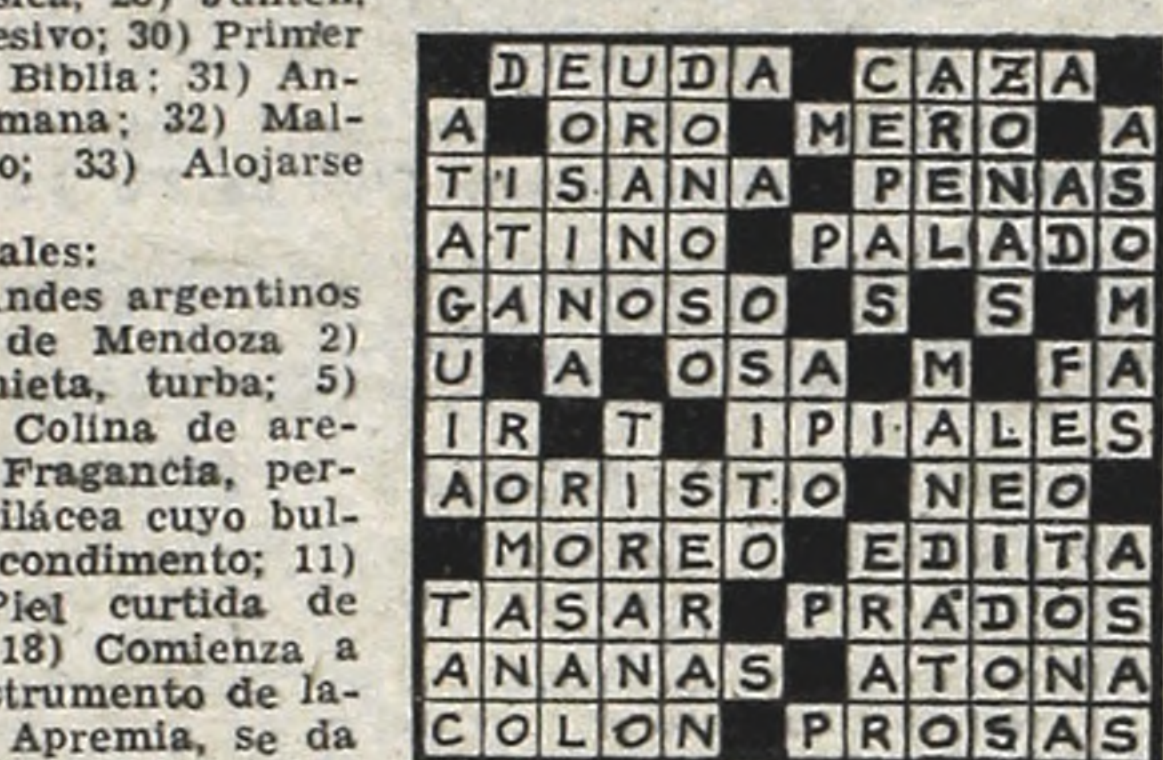 esivo; 30) Primer
Biblia; 31) An-
mana; 32) Mal-
o; 33) Alojarse
ales:
ndes argentinos
de Mendoza 2)
nieta, turba; 5)
Colina de are-
Fragancia, per-
ilácea cuyo bul-
condimento; 11)
Piel curtida de
18) Comienza a
strumento de la-
Apremia, se da
DEUDA CAZA
A ORO MERO A
TISANA PENAS
ATINO PALADO
GANOSO S S M
U A OSA M FA
IR T IPIALES
AORISTO NEO
MOREO EDITA
TASAR PRADOS
ANANAS ATONA
COLON PROSAS